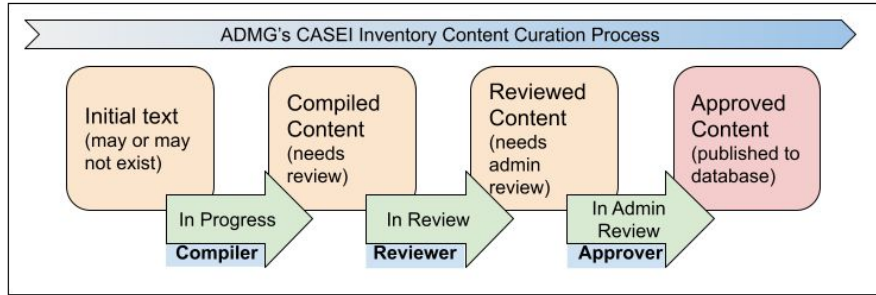 ADMG's CASEI Inventory Content Curation Process
Initial text
(may or may
not exist)
Compiled
Content
(needs
review)
Reviewed
Content
(needs
admin
review)
Approved
Content
(published to
database)
In Progress
Compiler
In Review
Reviewer
In Admin
Review
Approver